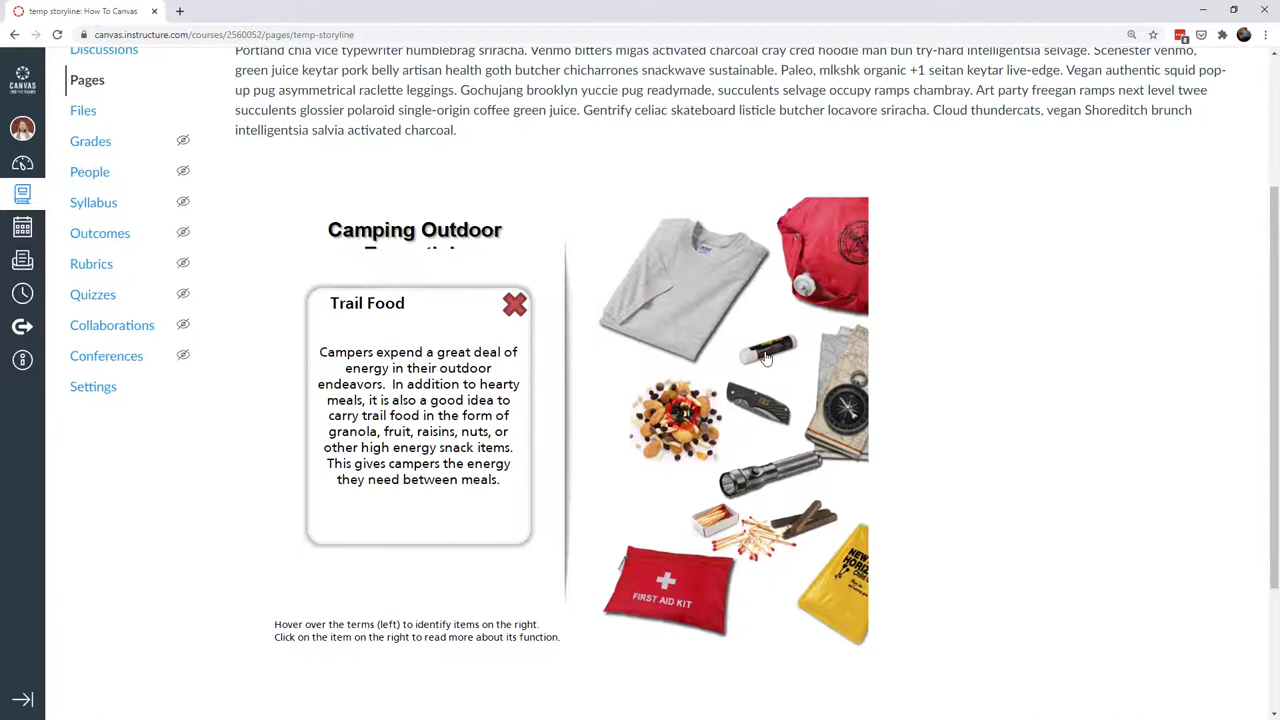 temp storyline: How To Canvas
canvas.instructure.com/courses/2560052/pages/temp-storyline
CANVAS
Discussions
Pages
Files
Grades
People
Syllabus
Outcomes
Rubrics
Quizzes
Collaborations
Conferences
Settings
Portland chia vice typewriter humblebrag sriracha. Venmo bitters migas activated charcoal cray cred hoodie man bun try-hard intelligentsia selvage. Scenester venmo,
green juice keytar pork belly artisan health goth butcher chicharrones snackwave sustainable. Paleo, mlkshk organic +1 seitan keytar live-edge. Vegan authentic squid pop-
up pug asymmetrical raclette leggings. Gochujang brooklyn yuccie pug readymade, succulents selvage occupy ramps chambray. Art party freegan ramps next level twee
succulents glossier polaroid single-origin coffee green juice. Gentrify celiac skateboard listicle butcher locavore sriracha. Cloud thundercats, vegan Shoreditch brunch
intelligentsia salvia activated charcoal.
Camping Outdoor
Trail Food
Campers expend a great deal of
energy in their outdoor
endeavors. In addition to hearty
meals, it is also a good idea to
carry trail food in the form of
granola, fruit, raisins, nuts, or
other high energy snack items.
This gives campers the energy
they need between meals.
Hover over the terms (left) to identify items on the right.
Click on the item on the right to read more about its function.
FIRST AID KIT
NEW
HORIZ